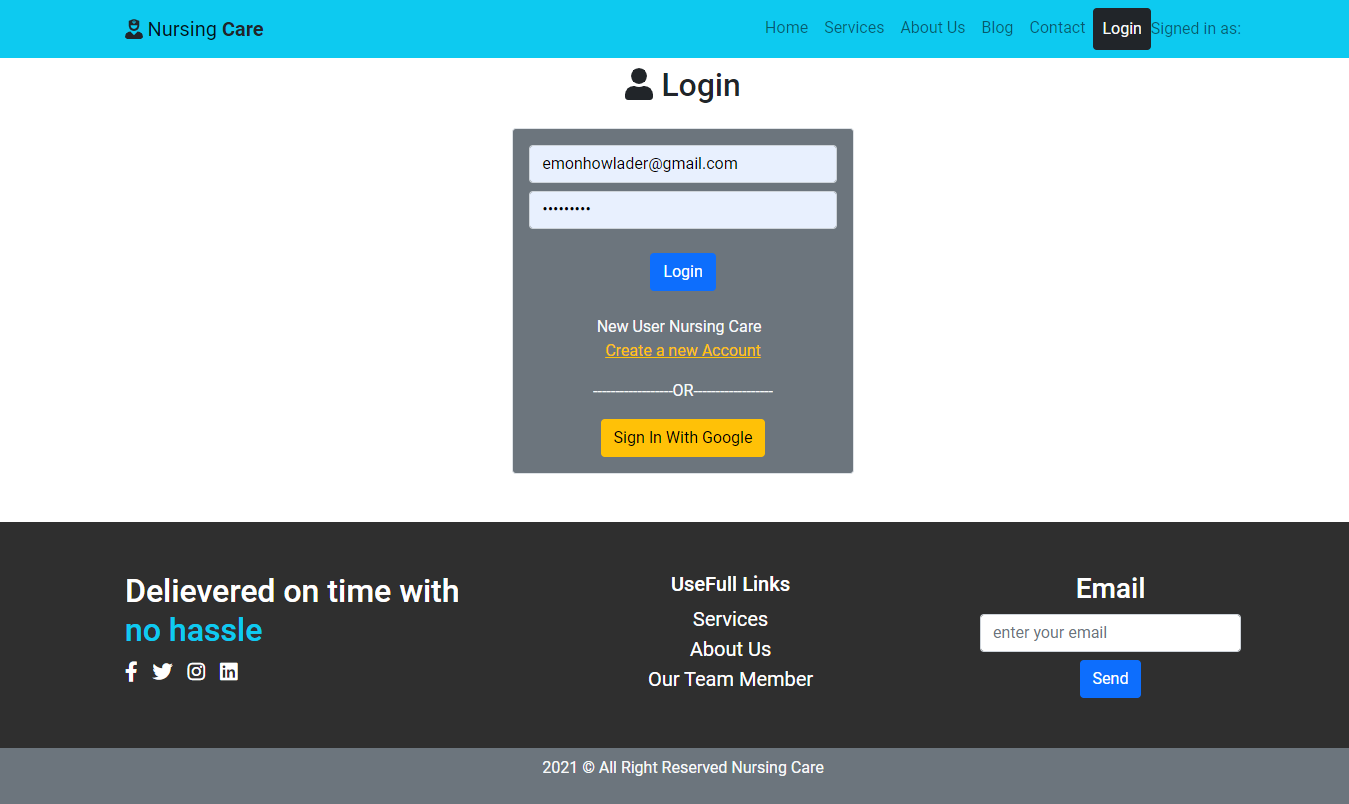 Nursing Care
Home Services About Us Blog Contact Login Signed in as:
Login
emonhowlader@gmail.com
•••••••••
Login
New User Nursing Care
Create a new Account
------------------OR------------------
Sign In With Google
Delievered on time with
no hassle
UseFull Links
Services
About Us
Our Team Member
Email
enter your email
Send
2021 © All Right Reserved Nursing Care